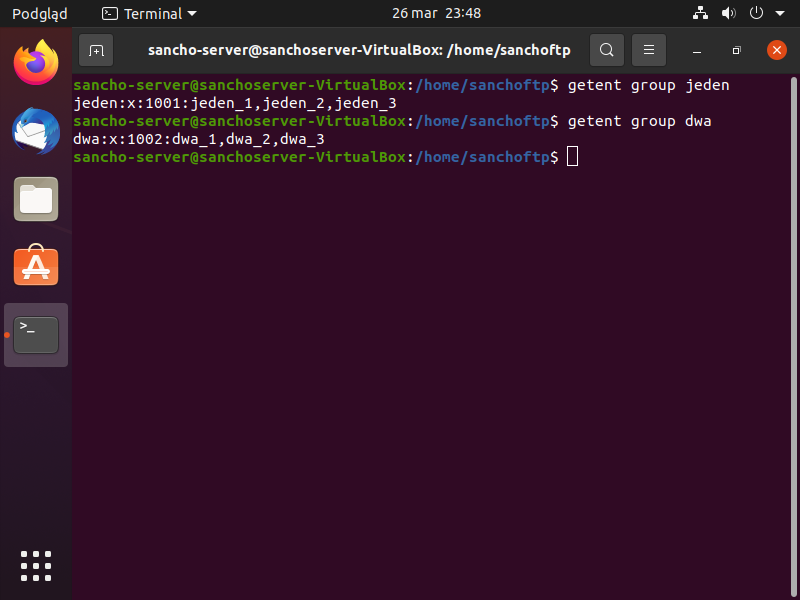 Podgląd Terminal 26 mar 23:48
sancho-server@sanchoserver-VirtualBox: /home/sanchoftp
sancho-server@sanchoserver-VirtualBox:/home/sanchoftp$ getent group jeden
jeden:x:1001:jeden_1,jeden_2,jeden_3
sancho-server@sanchoserver-VirtualBox:/home/sanchoftp$ getent group dwa
dwa:x:1002:dwa_1,dwa_2,dwa_3
sancho-server@sanchoserver-VirtualBox:/home/sanchoftp$
>_